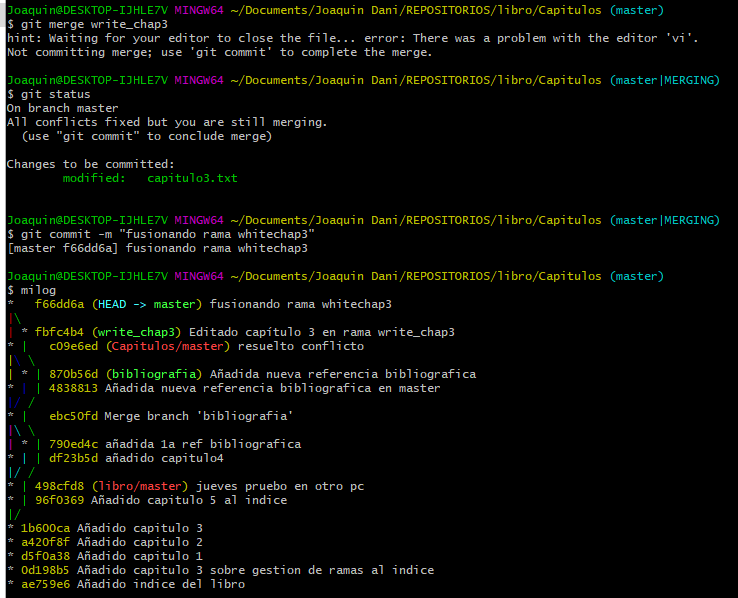 Joaquin@DESKTOP-IJHLE7V MINGW64 ~/Documents/Joaquin Dani/REPOSITORIOS/libro/Capitulos (master)
$ git merge write_chap3
hint: Waiting for your editor to close the file... error: There was a problem with the editor 'vi'.
Not committing merge; use 'git commit' to complete the merge.
Joaquin@DESKTOP-IJHLE7V MINGW64 ~/Documents/Joaquin Dani/REPOSITORIOS/libro/Capitulos (master|MERGING)
$ git status
On branch master
All conflicts fixed but you are still merging.
  (use "git commit" to conclude merge)
Changes to be committed:
        modified:   capitulo3.txt
Joaquin@DESKTOP-IJHLE7V MINGW64 ~/Documents/Joaquin Dani/REPOSITORIOS/libro/Capitulos (master|MERGING)
$ git commit -m "fusionando rama whitechap3"
[master f66dd6a] fusionando rama whitechap3
Joaquin@DESKTOP-IJHLE7V MINGW64 ~/Documents/Joaquin Dani/REPOSITORIOS/libro/Capitulos (master)
$ milog
*   f66dd6a (HEAD -> master) fusionando rama whitechap3
|\
| * fbfc4b4 (write_chap3) Editado capítulo 3 en rama write_chap3
* |   c09e6ed (Capitulos/master) resuelto conflicto
|\ \
| * | 870b56d (bibliografia) Añadida nueva referencia bibliografica
* | | 4838813 Añadida nueva referencia bibliografica en master
|/ /
* |   ebc50fd Merge branch 'bibliografia'
|\ \
| * | 790ed4c añadida 1a ref bibliografica
* | | df23b5d añadido capitulo4
|/ /
* | 498cfd8 (libro/master) jueves pruebo en otro pc
* | 96f0369 Añadido capitulo 5 al indice
|/
* 1b600ca Añadido capitulo 3
* a420f8f Añadido capitulo 2
* d5f0a38 Añadido capitulo 1
* 0d198b5 Añadido capitulo 3 sobre gestion de ramas al indice
* ae759e6 Añadido indice del libro